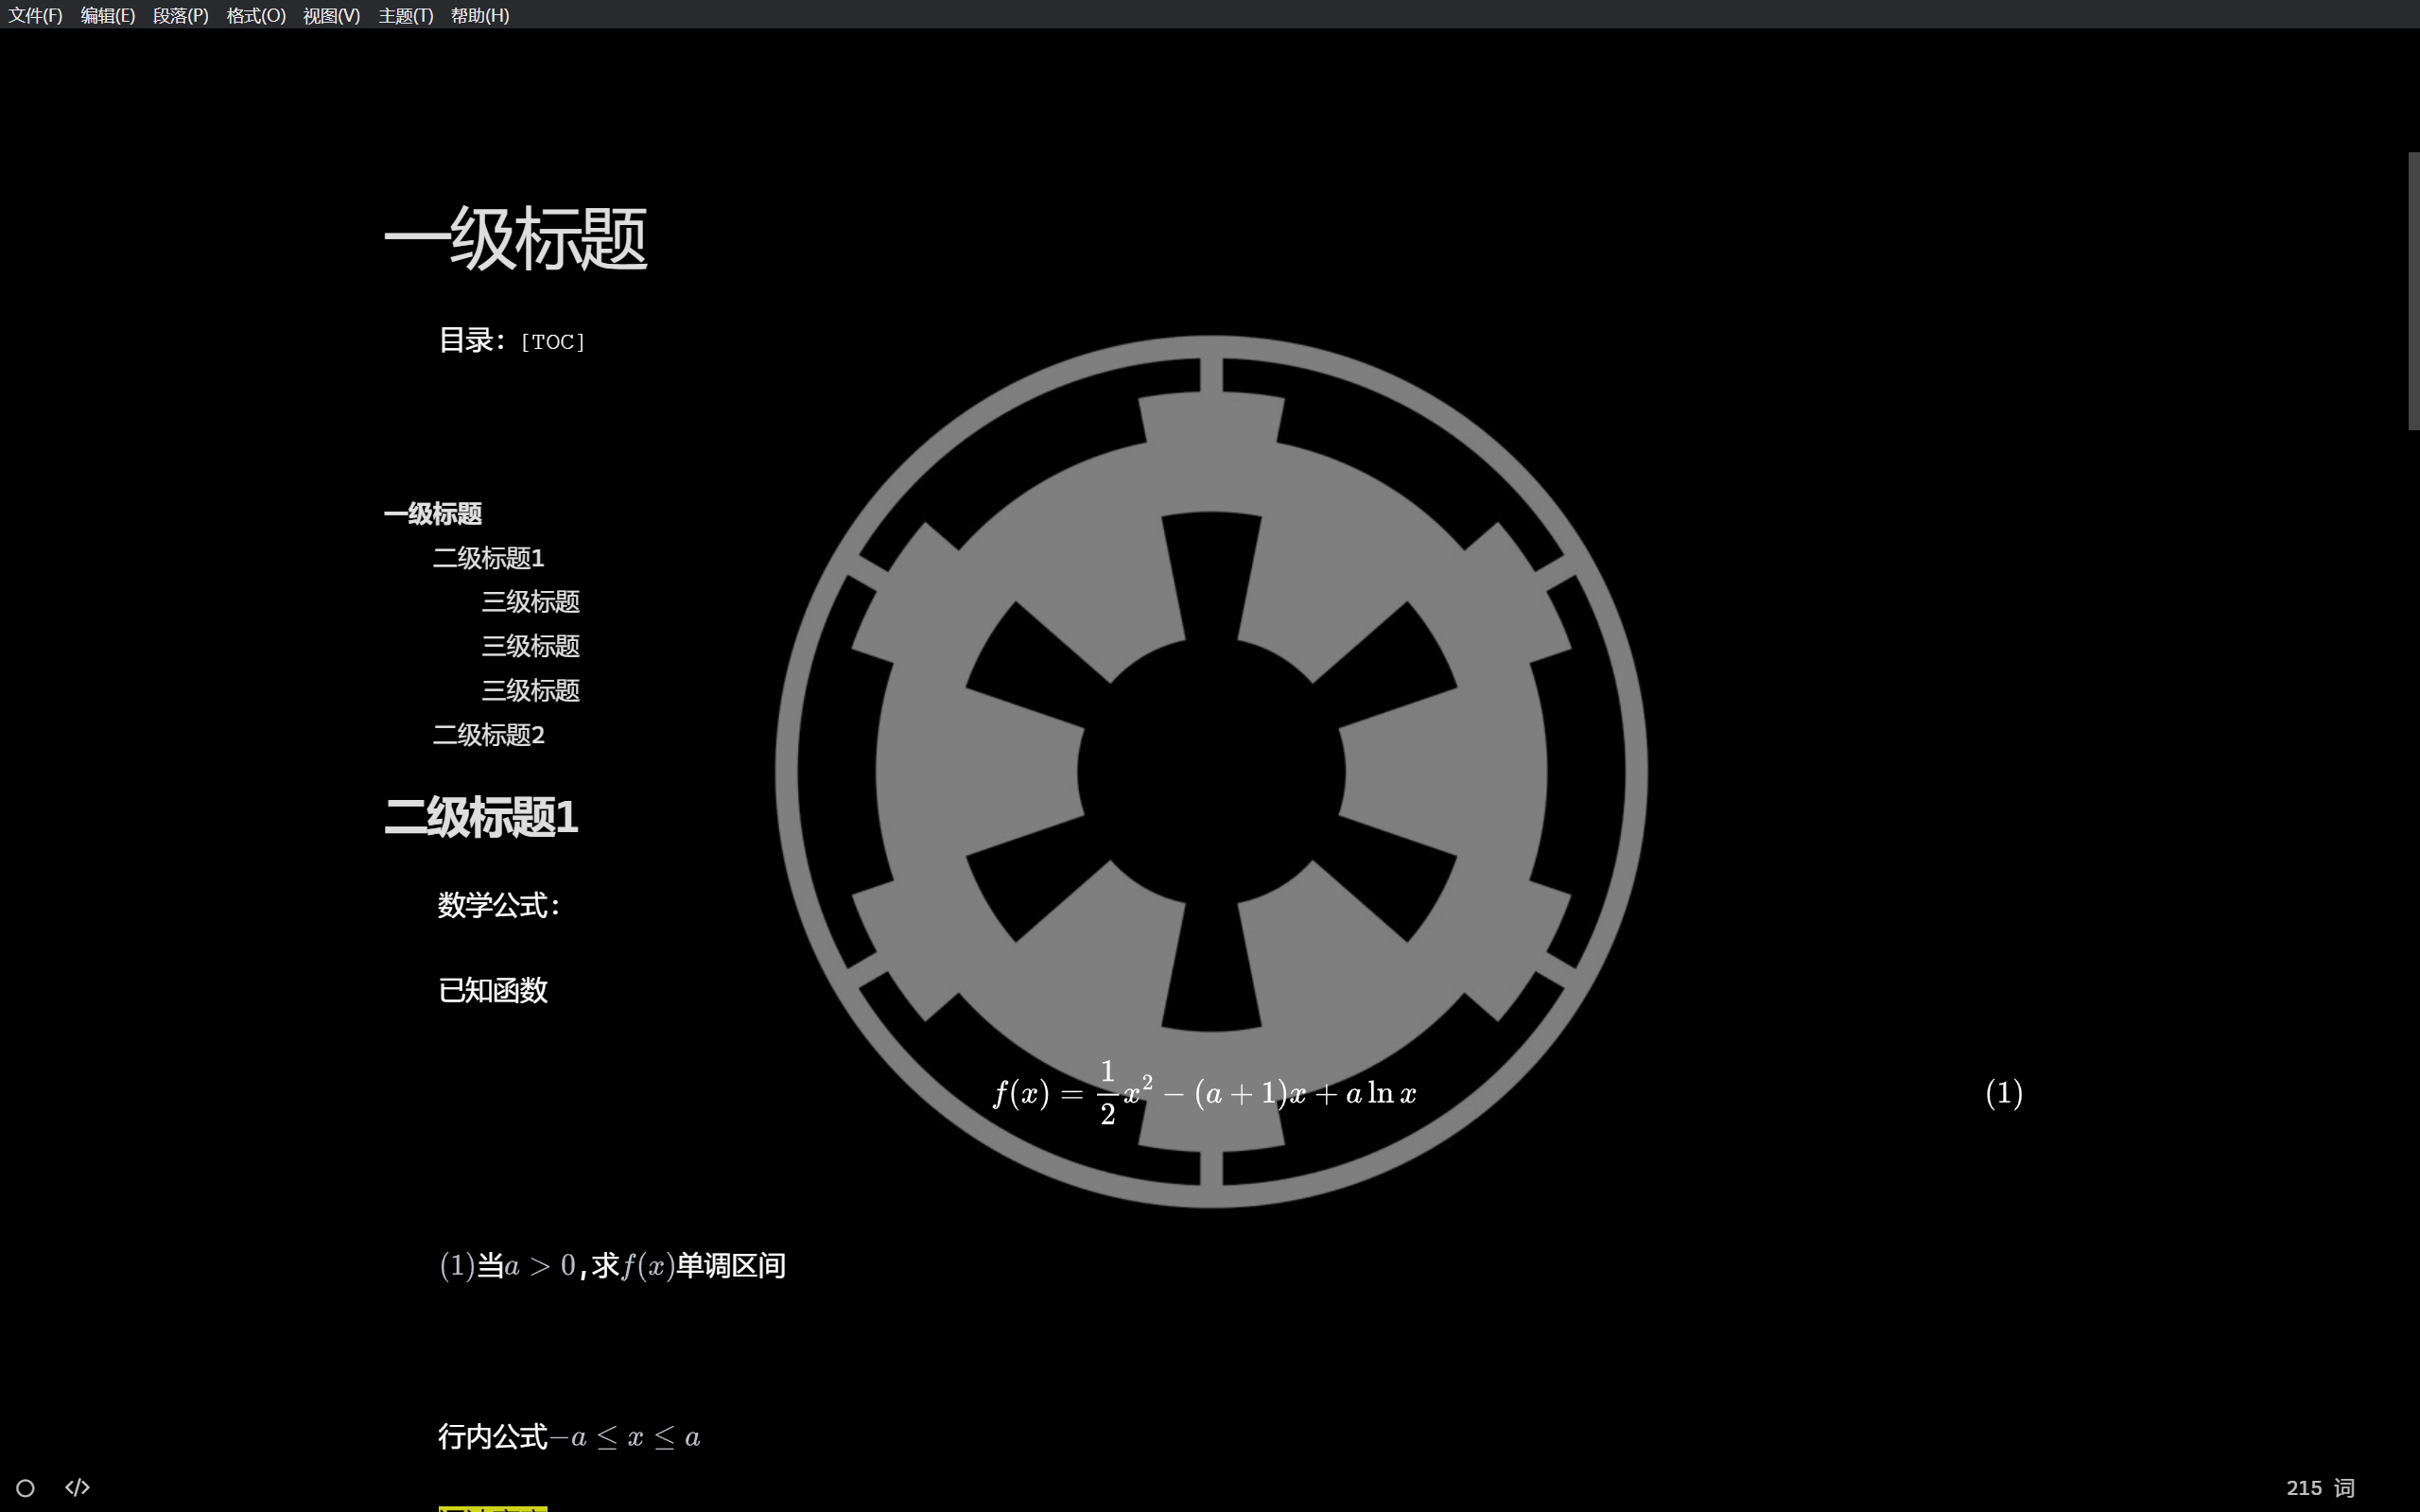 文件(F) 编辑(E) 段落(P) 格式(O) 视图(V) 主题(T) 帮助(H)
一级标题
目录：[TOC]
一级标题
二级标题1
三级标题
三级标题
三级标题
二级标题2
二级标题1
数学公式：
已知函数
f(x) = \frac{1}{2}x^2 − (a + 1)x + a ln x (1)
(1)当a > 0,求f(x)单调区间
行内公式−a ≤ x ≤ a
</> 215 词